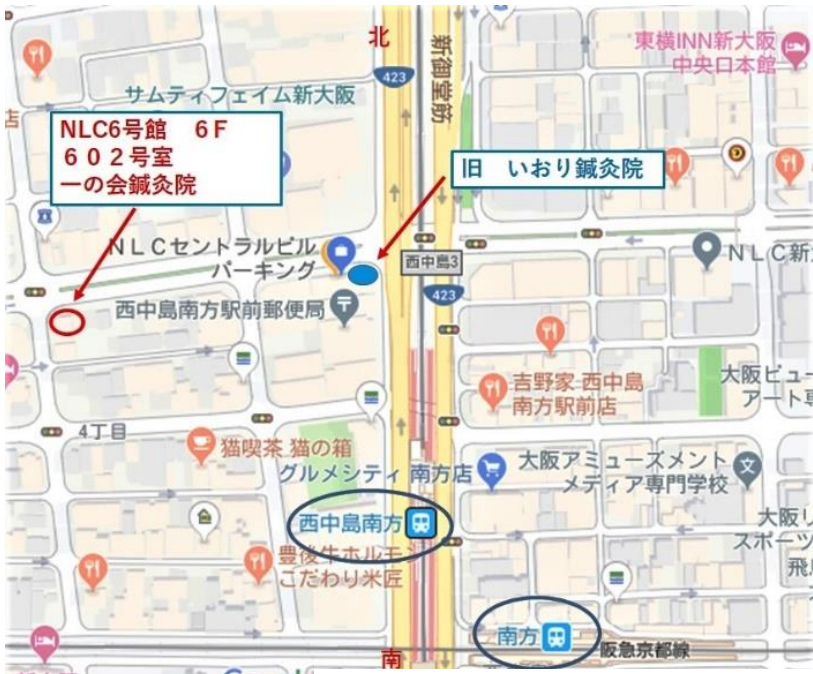 北
新御堂筋
東横INN新大阪
中央口本館
423
サムティフェイム新大阪
店
NLC6号館　6F
６０２号室
一の会鍼灸院
旧　いおり鍼灸院
NLCセントラルビル
パーキング
西中島3
NLC新大
423
西中島南方駅前郵便局
吉野家 西中島
南方駅前店
大阪ビュー
アート専
4丁目
猫喫茶 猫の箱
グルメシティ 南方店
大阪アミューズメント
メディア専門学校
西中島南方
大阪リ
スポーツ
飛鳥
豊後牛ホルモン
こだわり米匠
南方
阪急京都線
南